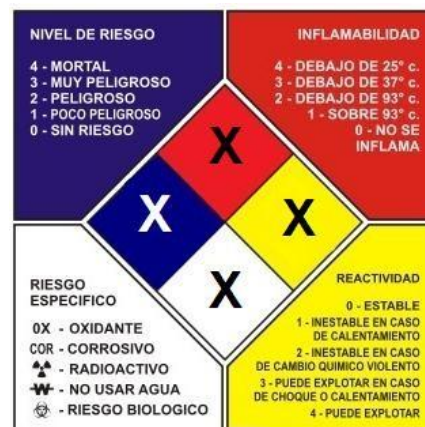 NIVEL DE RIESGO
4 - MORTAL
3 - MUY PELIGROSO
2 - PELIGROSO
1 - POCO PELIGROSO
0 - SIN RIESGO
INFLAMABILIDAD
4 - DEBAJO DE 25° c.
3 - DEBAJO DE 37° c.
2 - DEBAJO DE 93° c.
1 - SOBRE 93° c.
0 - NO SE
INFLAMA
X
X
X
X
RIESGO
ESPECIFICO
OX - OXIDANTE
COR - CORROSIVO
- RADIOACTIVO
W - NO USAR AGUA
- RIESGO BIOLOGICO
REACTIVIDAD
0 - ESTABLE
1 - INESTABLE EN CASO
DE CALENTAMIENTO
2 - INESTABLE EN CASO
DE CAMBIO QUIMICO VIOLENTO
3 - PUEDE EXPLOTAR EN CASO
DE CHOQUE O CALENTAMIENTO
4 - PUEDE EXPLOTAR